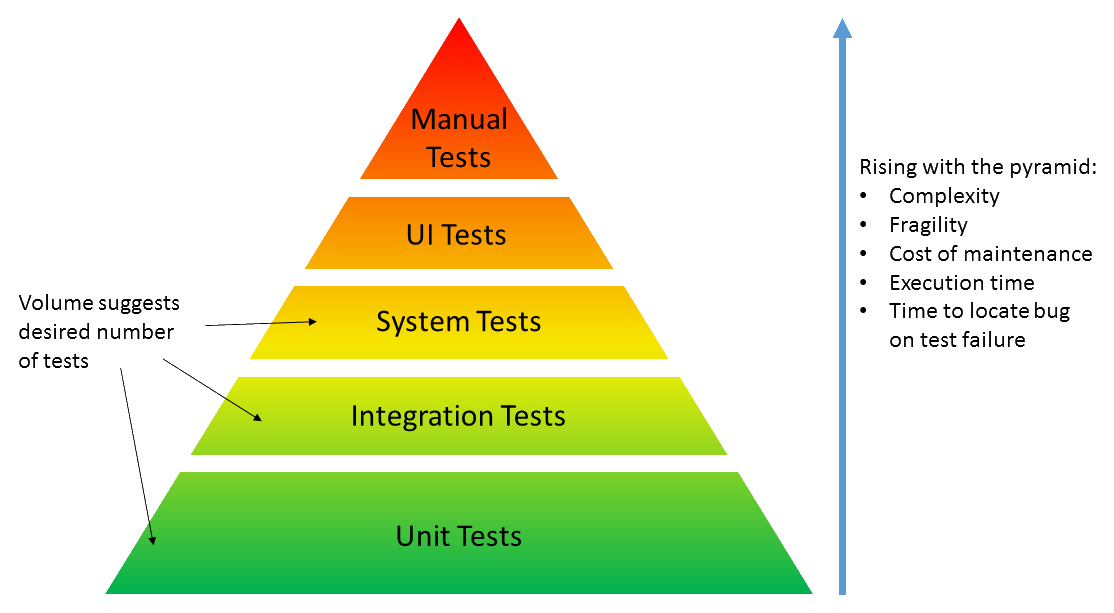 Manual
Tests
UI Tests
System Tests
Integration Tests
Unit Tests
Volume suggests
desired number
of tests
Rising with the pyramid:
• Complexity
• Fragility
• Cost of maintenance
• Execution time
• Time to locate bug
on test failure